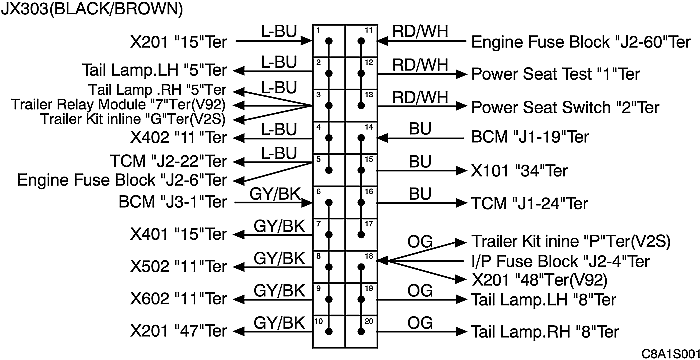 JX303(BLACK/BROWN)
X201 "15"Ter L-BU 1 11 RD/WH Engine Fuse Block "J2-60"Ter
Tail Lamp.LH "5"Ter L-BU 2 12 RD/WH Power Seat Test "1"Ter
Tail Lamp .RH "5"Ter L-BU
Trailer Relay Module "7"Ter(V92) 3 13 RD/WH Power Seat Switch "2"Ter
Trailer Kit inline "G"Ter(V2S)
X402 "11"Ter L-BU 4 14 BU BCM "J1-19"Ter
TCM "J2-22"Ter L-BU 5 15 BU X101 "34"Ter
Engine Fuse Block "J2-6"Ter
BCM "J3-1"Ter GY/BK 6 16 BU TCM "J1-24"Ter
X401 "15"Ter GY/BK 7 17
Trailer Kit inine "P"Ter(V2S)
X502 "11"Ter GY/BK 8 18 OG I/P Fuse Block "J2-4"Ter
X201 "48"Ter(V92)
X602 "11"Ter GY/BK 9 19 OG Tail Lamp.LH "8"Ter
X201 "47"Ter GY/BK 10 20 OG Tail Lamp.RH "8"Ter
C8A1S001